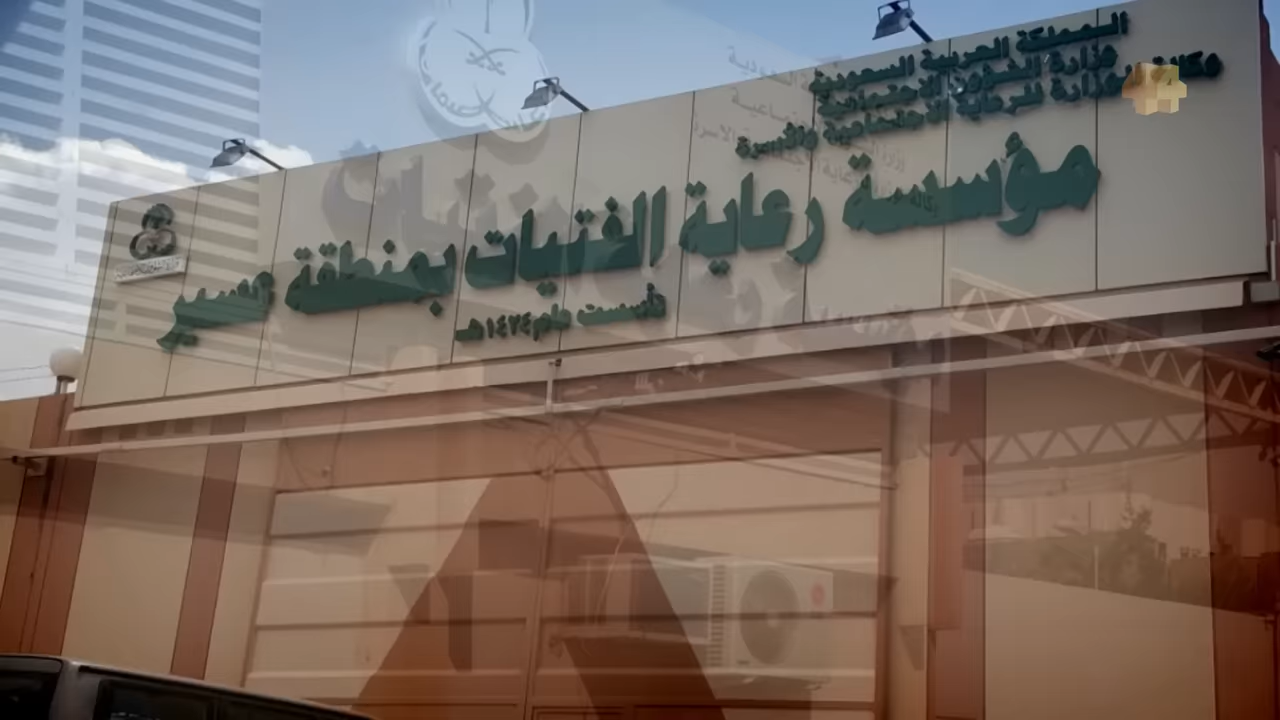 المملكة العربية السعودية
وزارة الشؤون الاجتماعية
وكالة الوزارة للرعاية الاجتماعية والأسرة
مؤسسة رعاية الفتيات بمنطقة عسير
تأسست عام ١٤٢٤هـ